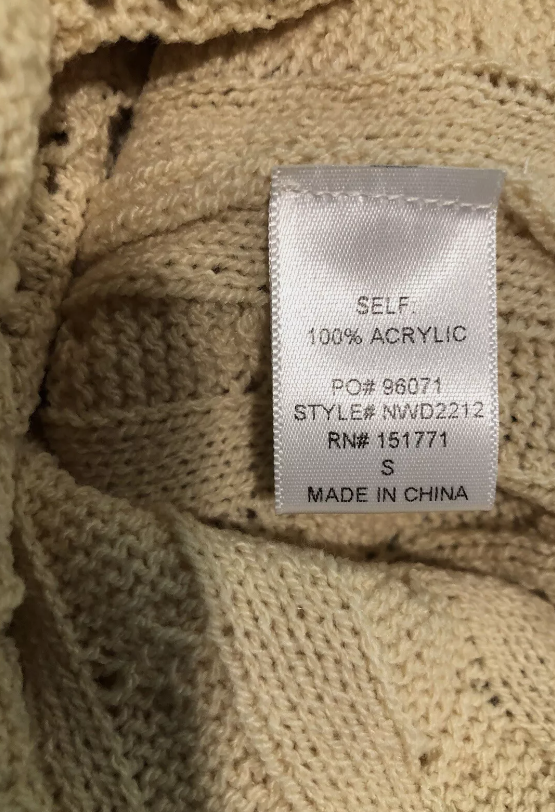 SELF:
100% ACRYLIC
PO# 96071
STYLE# NWD2212
RN# 151771
S
MADE IN CHINA